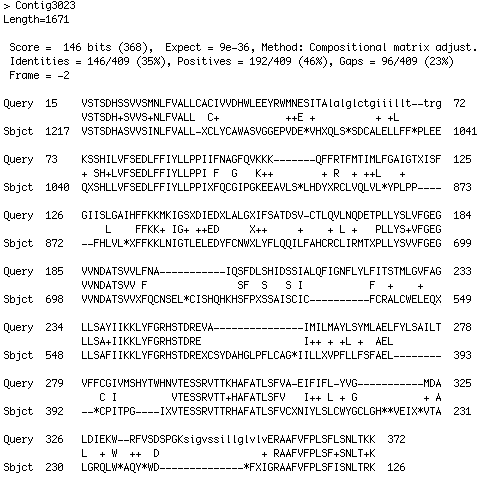 > Contig3023
Length=1671
Score = 146 bits (368), Expect = 9e-36, Method: Compositional matrix adjust.
Identities = 146/409 (35%), Positives = 192/409 (46%), Gaps = 96/409 (23%)
Frame = -2
Query 15 VSTSDHSSVVSMNLFVALLCACIVVDHWLEEYRWMNESITAlalglctgiiillt--trg 72
VSTSDH+SVVS+NLFVALL C+ ++E + + +L
Sbjct 1217 VSTSDHASVVSINLFVALL-XCLYCAWASVGGEPVDE*VHXQLS*SDCALELLFF*PLEE 1041
Query 73 KSSHILVFSEDLFFIYLLPPIIFNAGFQVKKK-------QFFRTFMTIMLFGAIGTXISF 125
+ SH+LVFSEDLFFIYLLPPI F G K++ + R + ++L +
Sbjct 1040 QXSHLLVFSEDLFFIYLLPPIXFQCGIPGKEEAVLS*LHDYXRCLVLQVL*YPLPP---- 873
Query 126 GIISLGAIHFFKKMKIGSXDIEDXLALGXIFSATDSV-CTLQVLNQDETPLLYSLVFGEG 184
L FFKK+ IG+ ++ED X++ + + L + PLLYS+VFGEG
Sbjct 872 --FHLVL*XFFKKLNIGTLELEDYFCNWXLYFLQQILFAHCRCLIRMTXPLLYSVVFGEG 699
Query 185 VVNDATSVVLFNA-----------IQSFDLSHIDSSIALQFIGNFLYLFITSTMLGVFAG 233
VVNDATSVV F SF S I F + +
Sbjct 698 VVNDATSVVXFQCNSEL*CISHQHKHSFPXSSAISCIC----------FCRALCWELEQX 549
Query 234 LLSAYIIKKLYFGRHSTDREVA---------------IMILMAYLSYMLAELFYLSAILT 278
LLSA+IIKKLYFGRHSTDRE I++ + +L + AEL
Sbjct 548 LLSAFIIKKLYFGRHSTDREXCSYDAHGLPFLCAG*IILLXVPFLLFSFAEL-------- 393
Query 279 VFFCGIVMSHYTWHNVTESSRVTTKHAFATLSFVA-EIFIFL-YVG---------MDA 325
C I VTESSRVTT+HAFATLSFV I++ L + G + A
Sbjct 392 --*CPITPG----IXVTESSRVTTRHAFATLSFVCXNIYLSLCWYGCLGH**VEIX*VTA 231
Query 326 LDIEKW--RFVSDSPGKsigvssillglvlvERAAFVFPLSFLSNLTKK 372
L + W ++ D + RAAFVFPLSF+SNLT+K
Sbjct 230 LGRQLW*AQY*WD--------------*FXIGRAAFVFPLSFISNLTRK 126